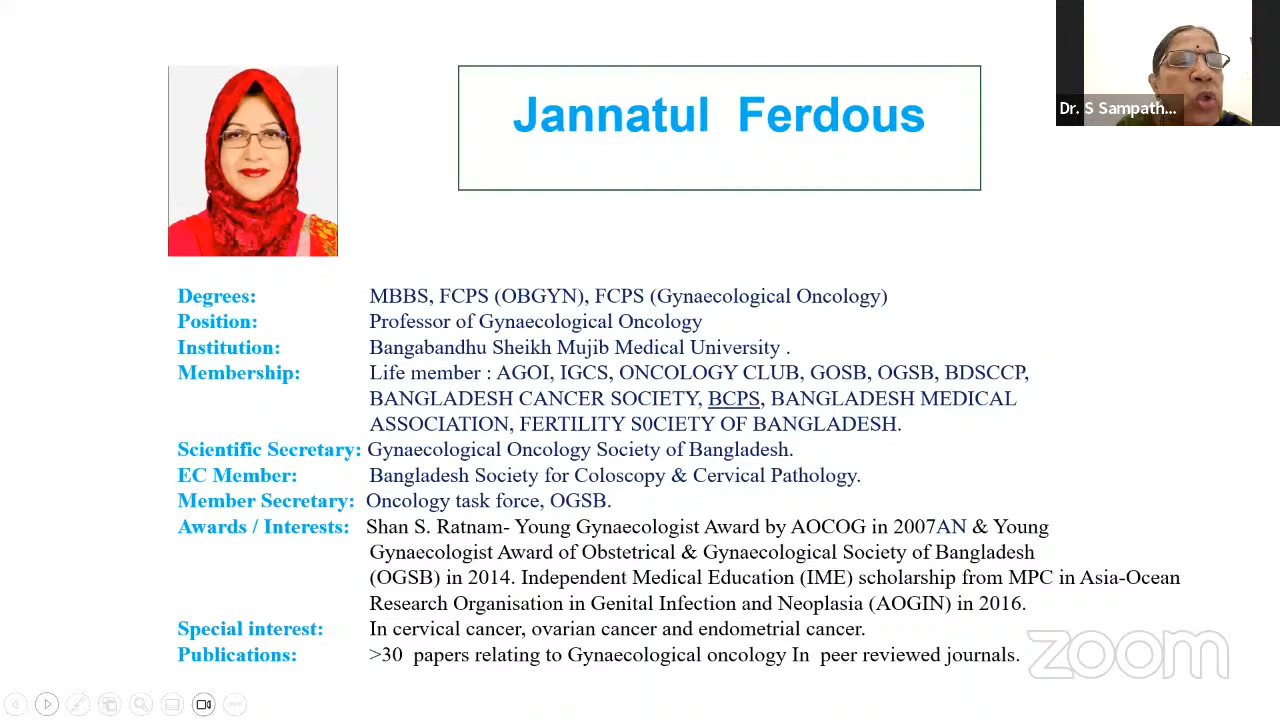 Jannatul Ferdous
Dr. S Sampath...
Degrees: MBBS, FCPS (OBGYN), FCPS (Gynaecological Oncology)
Position: Professor of Gynaecological Oncology
Institution: Bangabandhu Sheikh Mujib Medical University .
Membership: Life member : AGOI, IGCS, ONCOLOGY CLUB, GOSB, OGSB, BDSCCP,
BANGLADESH CANCER SOCIETY, BCPS, BANGLADESH MEDICAL
ASSOCIATION, FERTILITY S0CIETY OF BANGLADESH.
Scientific Secretary: Gynaecological Oncology Society of Bangladesh.
EC Member: Bangladesh Society for Coloscopy & Cervical Pathology.
Member Secretary: Oncology task force, OGSB.
Awards / Interests: Shan S. Ratnam- Young Gynaecologist Award by AOCOG in 2007AN & Young
Gynaecologist Award of Obstetrical & Gynaecological Society of Bangladesh
(OGSB) in 2014. Independent Medical Education (IME) scholarship from MPC in Asia-Ocean
Research Organisation in Genital Infection and Neoplasia (AOGIN) in 2016.
Special interest: In cervical cancer, ovarian cancer and endometrial cancer.
Publications: >30 papers relating to Gynaecological oncology In peer reviewed journals.
zoom